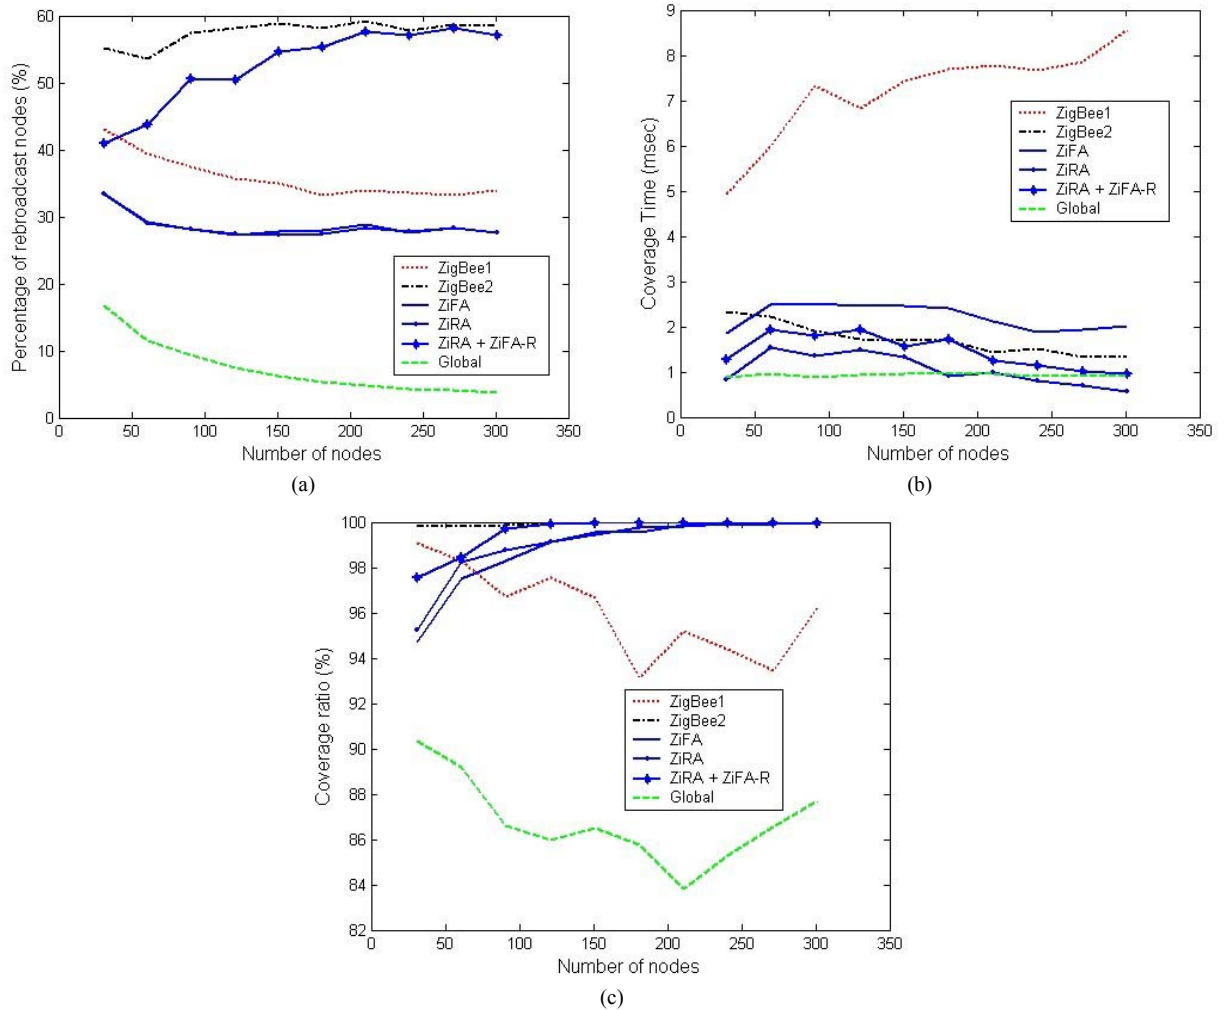 Percentage of rebroadcast nodes (%)
60
50
40
30
20
10
0
0 50 100 150 200 250 300 350
Number of nodes
ZigBee1
ZigBee2
ZiFA
ZiRA
ZiRA + ZiFA-R
Global
(a)
Coverage Time (msec)
9
8
7
6
5
4
3
2
1
0
0 50 100 150 200 250 300 350
Number of nodes
ZigBee1
ZigBee2
ZiFA
ZiRA
ZiRA + ZiFA-R
Global
(b)
Coverage ratio (%)
100
98
96
94
92
90
88
86
84
82
0 50 100 150 200 250 300 350
Number of nodes
ZigBee1
ZigBee2
ZiFA
ZiRA
ZiRA + ZiFA-R
Global
(c)